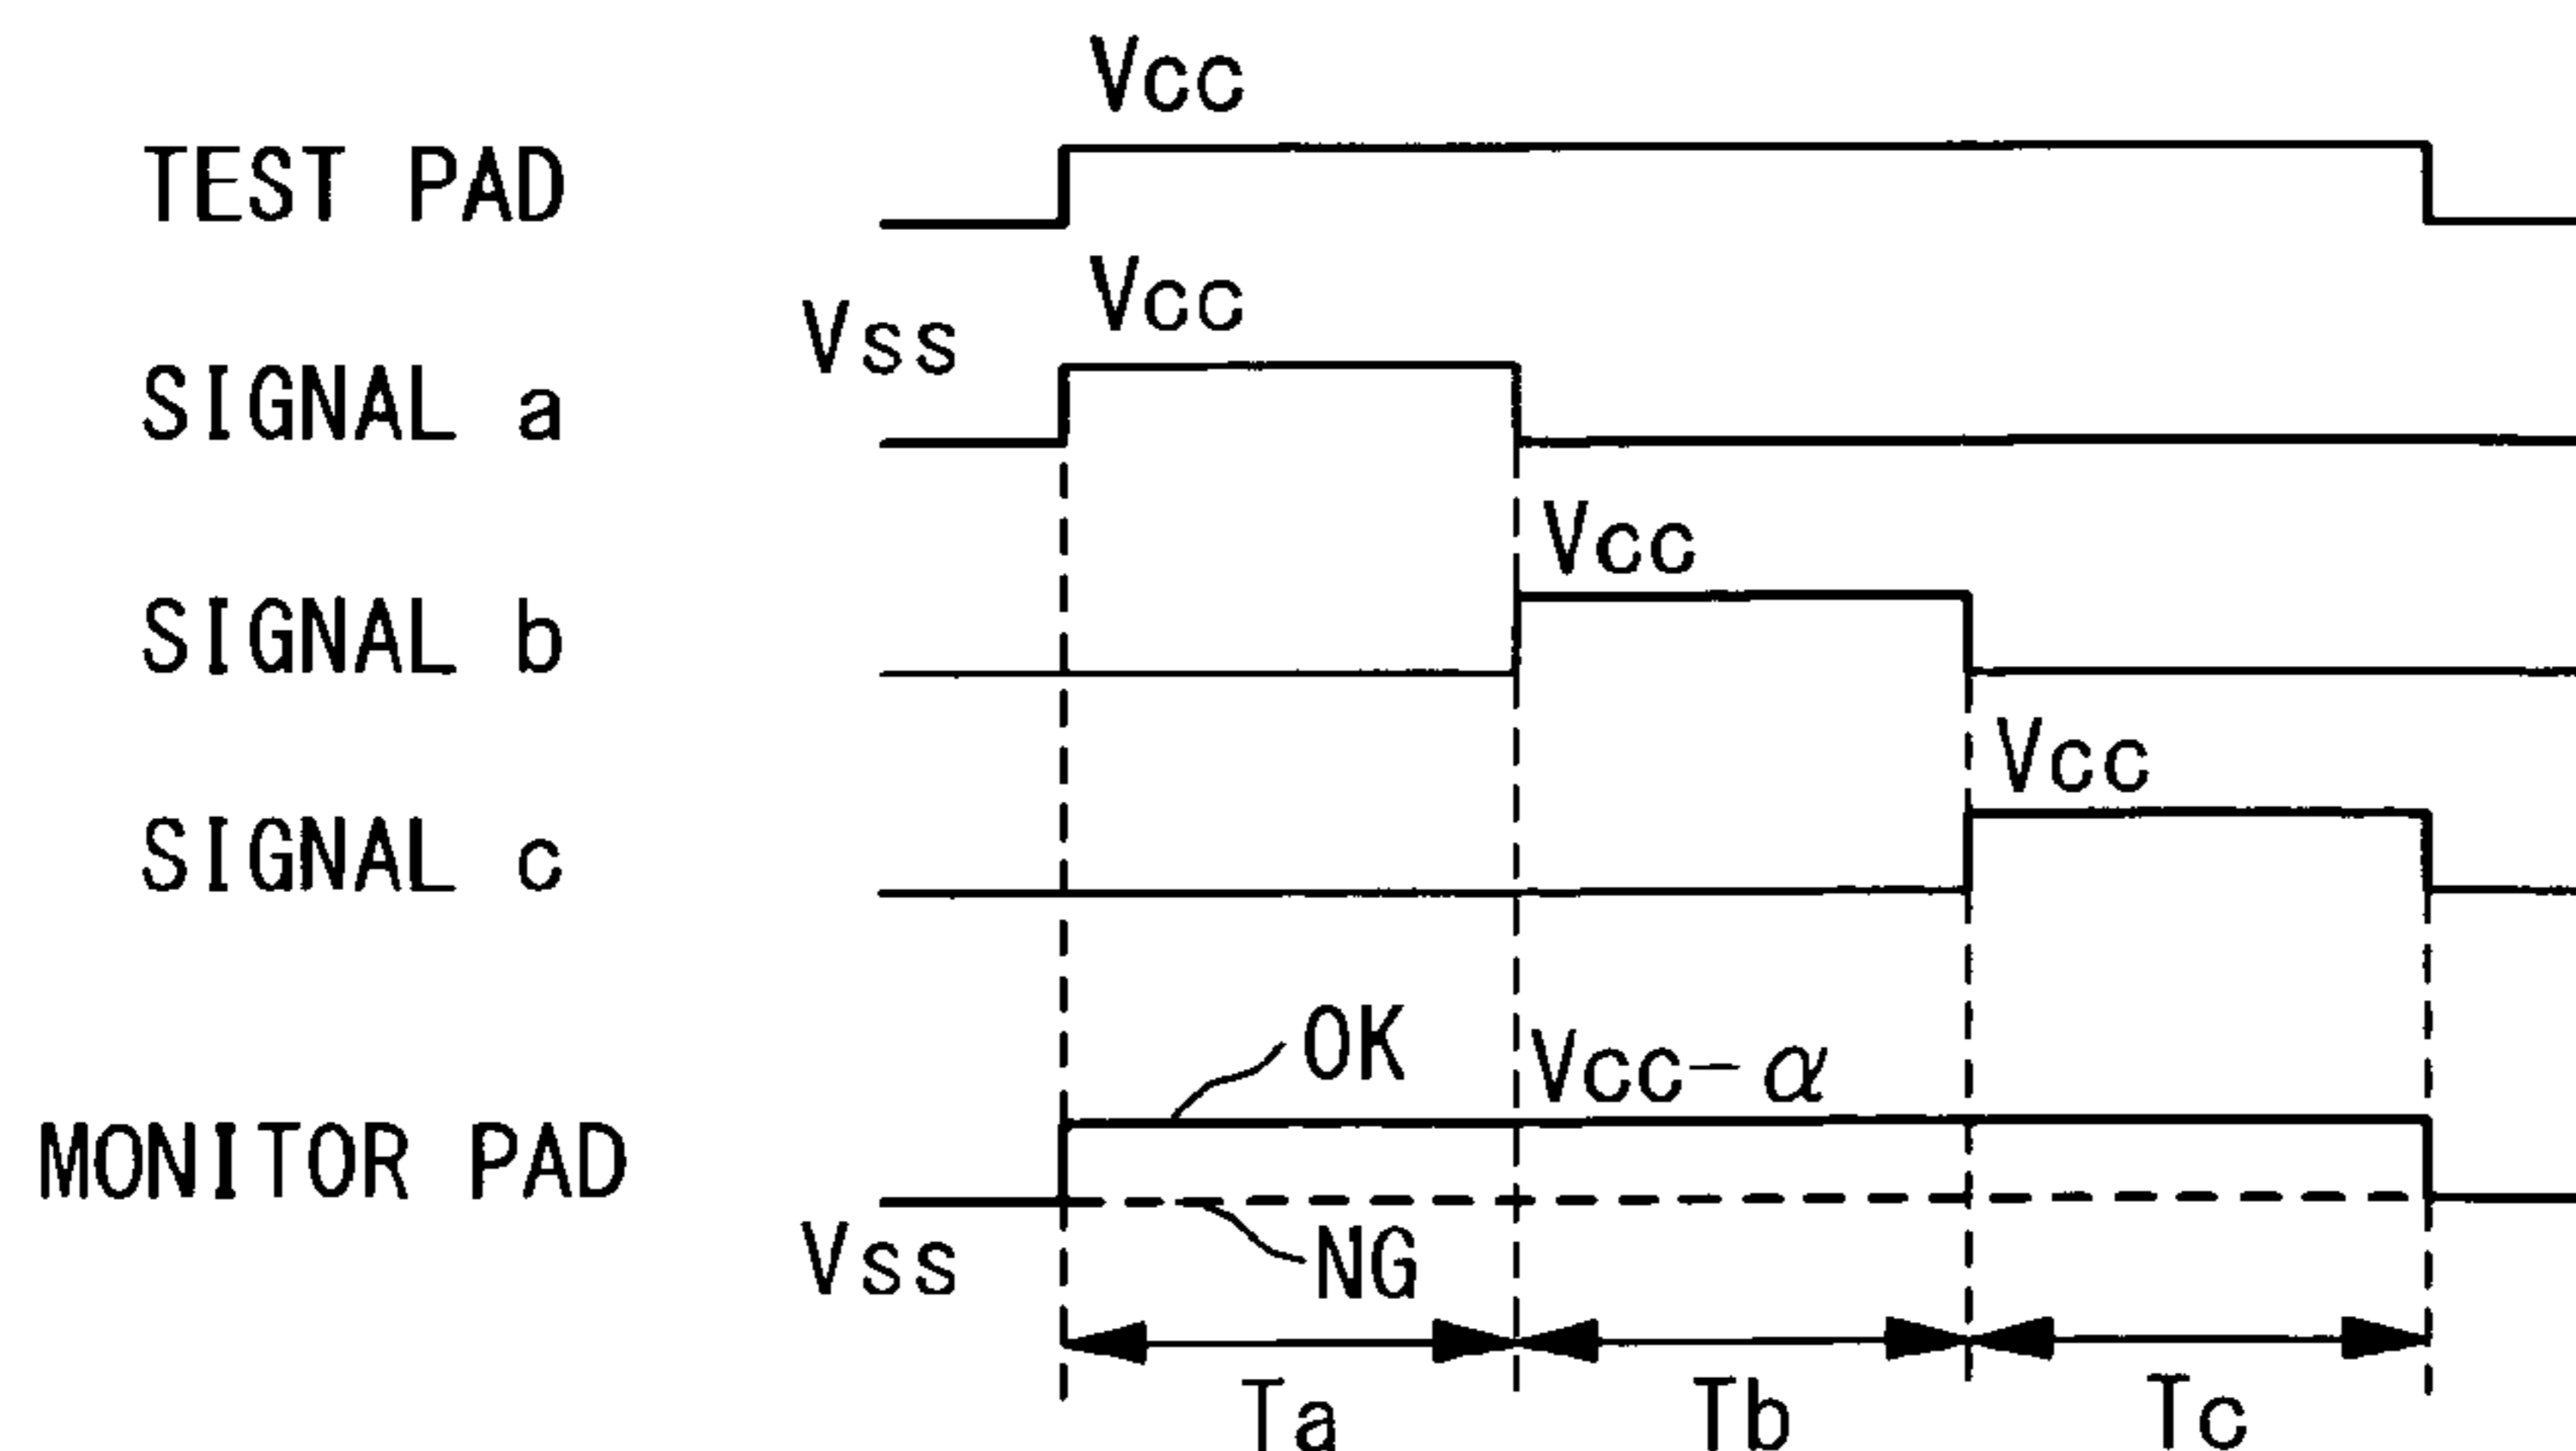 Vcc
TEST PAD
Vcc
Vss
SIGNAL a
Vcc
SIGNAL b
Vcc
SIGNAL c
OK
Vcc-α
MONITOR PAD
Vss
NG
Ta
Tb
Tc